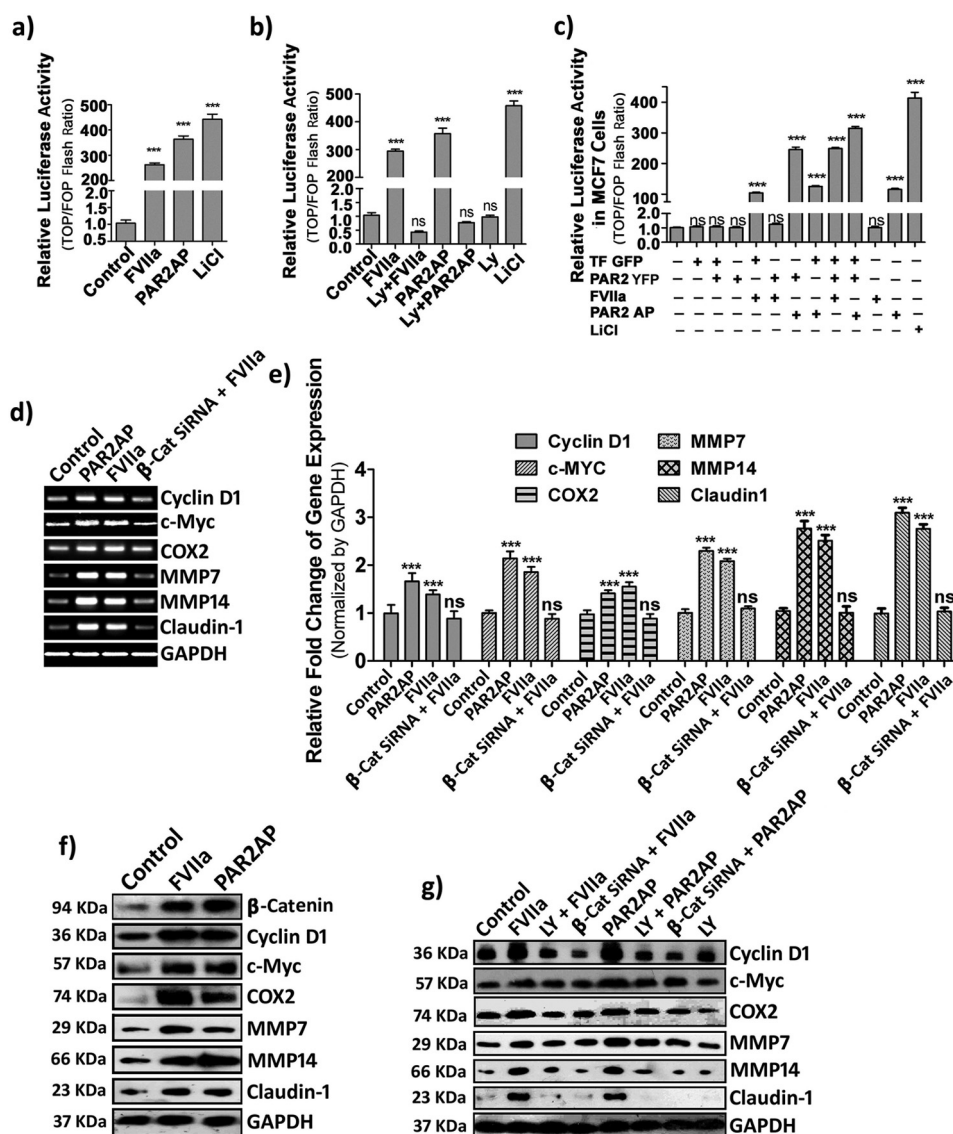 a)
Relative Luciferase Activity
(TOP/FOP Flash Ratio)
500
400
300
200
100
2.0
1.5
1.0
0.5
***
***
***
Control
FVIIa
PAR2AP
LiCl
b)
Relative Luciferase Activity
(TOP/FOP Flash Ratio)
500
400
300
200
100
2.0
1.5
1.0
0.5
0.0
***
ns
***
ns
ns
***
Control
FVIIa
Ly+FVIIa
PAR2AP
Ly+PAR2AP
Ly
LiCl
c)
Relative Luciferase Activity
in MCF7 Cells
(TOP/FOP Flash Ratio)
400
300
200
100
2.0
1.0
0.0
ns ns ns *** ns *** *** *** *** ns *** ***
TF GFP – + + – + – – + + + – – –
PAR2 YFP – – + + – + + – + + – – –
FVIIa – – – – + + – – + – + – –
PAR2 AP – – – – – – + + – + – + –
LiCl – – – – – – – – – – – – +
d)
Control
PAR2AP
FVIIa
β-Cat SiRNA + FVIIa
Cyclin D1
c-Myc
COX2
MMP7
MMP14
Claudin-1
GAPDH
e)
Relative Fold Change of Gene Expression
(Normalized by GAPDH)
4
3
2
1
0
Cyclin D1
c-MYC
COX2
MMP7
MMP14
Claudin1
*** *** ns
*** *** ns
*** *** ns
*** *** ns
*** *** ns
*** *** ns
Control
PAR2AP
FVIIa
β-Cat SiRNA + FVIIa
Control
PAR2AP
FVIIa
β-Cat SiRNA + FVIIa
Control
PAR2AP
FVIIa
β-Cat SiRNA + FVIIa
Control
PAR2AP
FVIIa
β-Cat SiRNA + FVIIa
Control
PAR2AP
FVIIa
β-Cat SiRNA + FVIIa
Control
PAR2AP
FVIIa
β-Cat SiRNA + FVIIa
f)
Control
FVIIa
PAR2AP
94 KDa β-Catenin
36 KDa Cyclin D1
57 KDa c-Myc
74 KDa COX2
29 KDa MMP7
66 KDa MMP14
23 KDa Claudin-1
37 KDa GAPDH
g)
Control
FVIIa
LY + FVIIa
β-Cat SiRNA + FVIIa
PAR2AP
LY + PAR2AP
β-Cat SiRNA + PAR2AP
LY
36 KDa Cyclin D1
57 KDa c-Myc
74 KDa COX2
29 KDa MMP7
66 KDa MMP14
23 KDa Claudin-1
37 KDa GAPDH